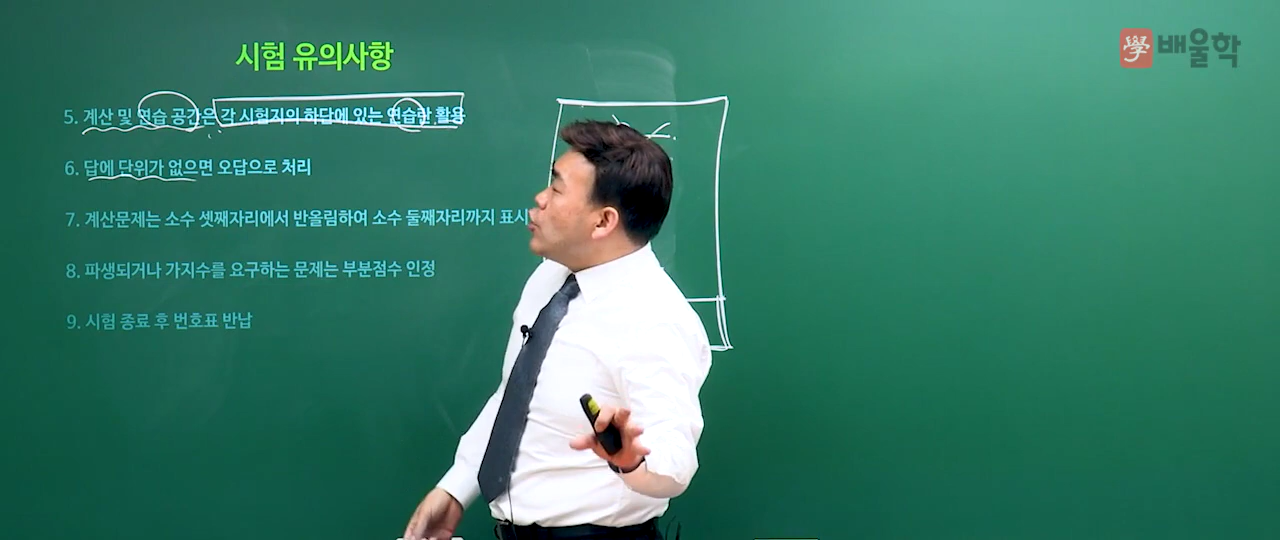 學 배울학
시험 유의사항
5. 계산 및 연습 공간은 각 시험지의 하단에 있는 연습란 활용
6. 답에 단위가 없으면 오답으로 처리
7. 계산문제는 소수 셋째자리에서 반올림하여 소수 둘째자리까지 표시
8. 파생되거나 가지수를 요구하는 문제는 부분점수 인정
9. 시험 종료 후 번호표 반납